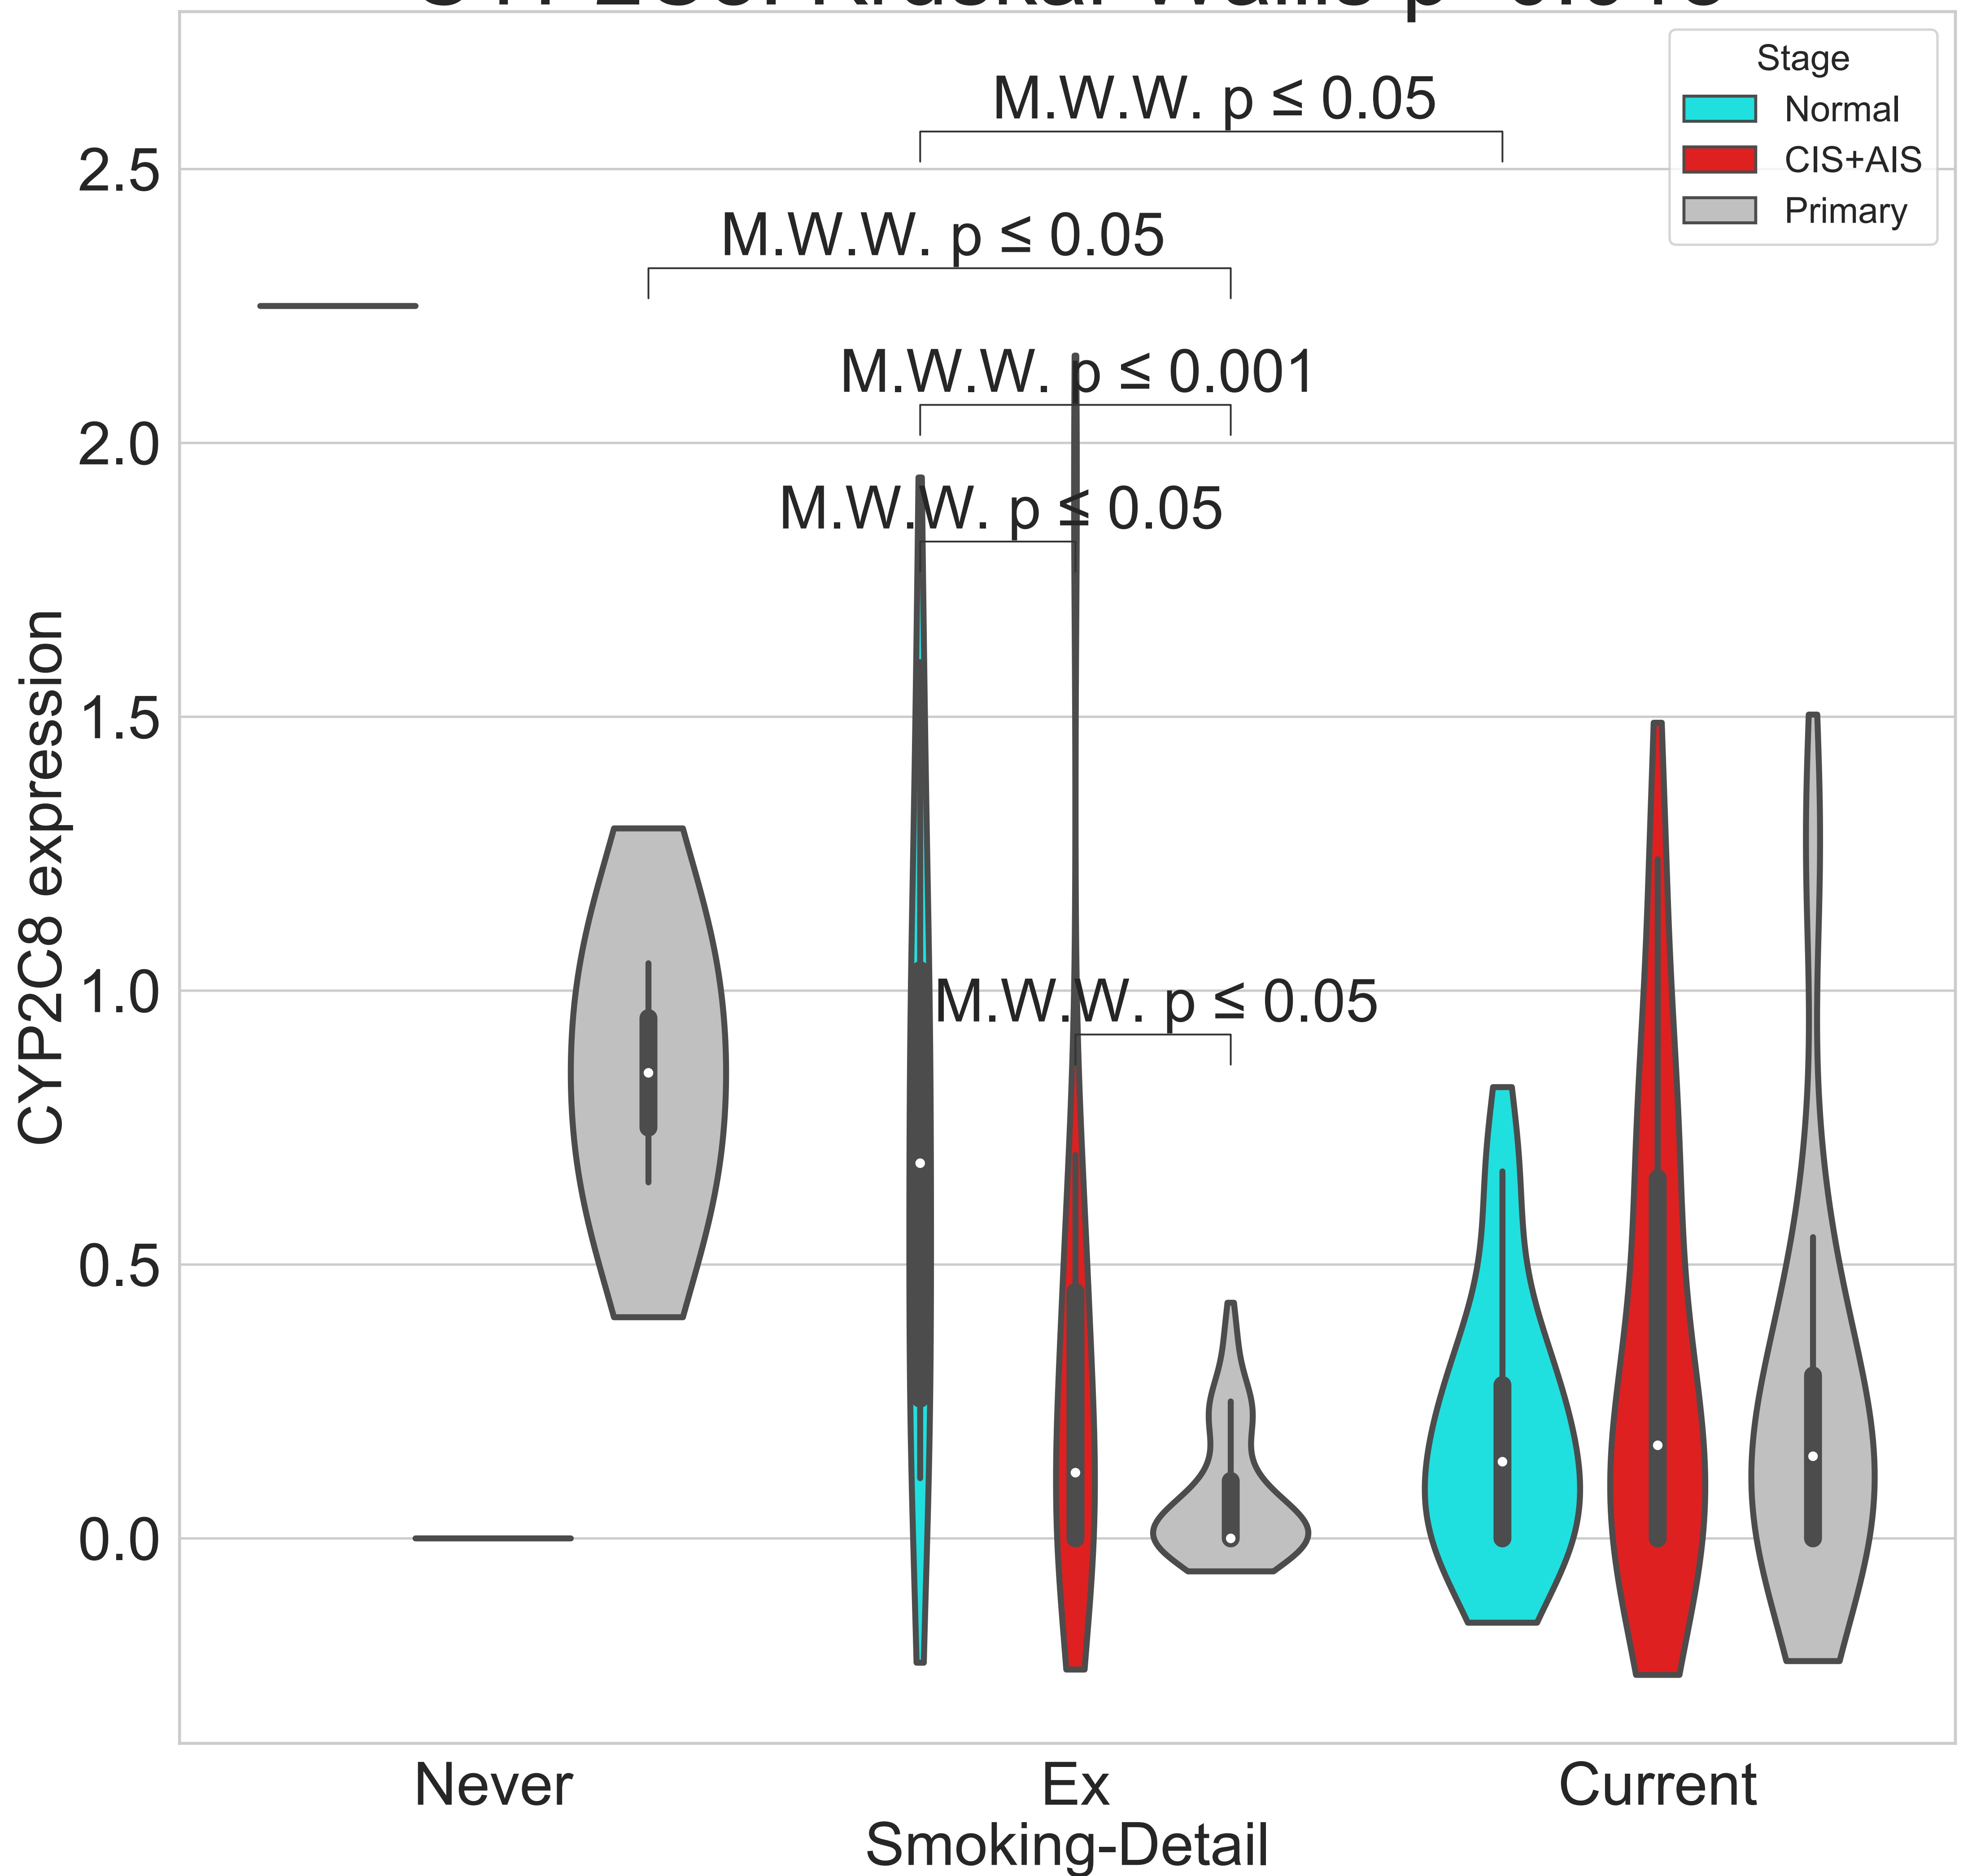 Stage
Normal
CIS+AIS
Primary
M.W.W. p ≤ 0.05
M.W.W. p ≤ 0.05
M.W.W. p ≤ 0.001
M.W.W. p ≤ 0.05
M.W.W. p ≤ 0.05
2.5
2.0
1.5
1.0
0.5
0.0
CYP2C8 expression
Never
Ex
Current
Smoking-Detail